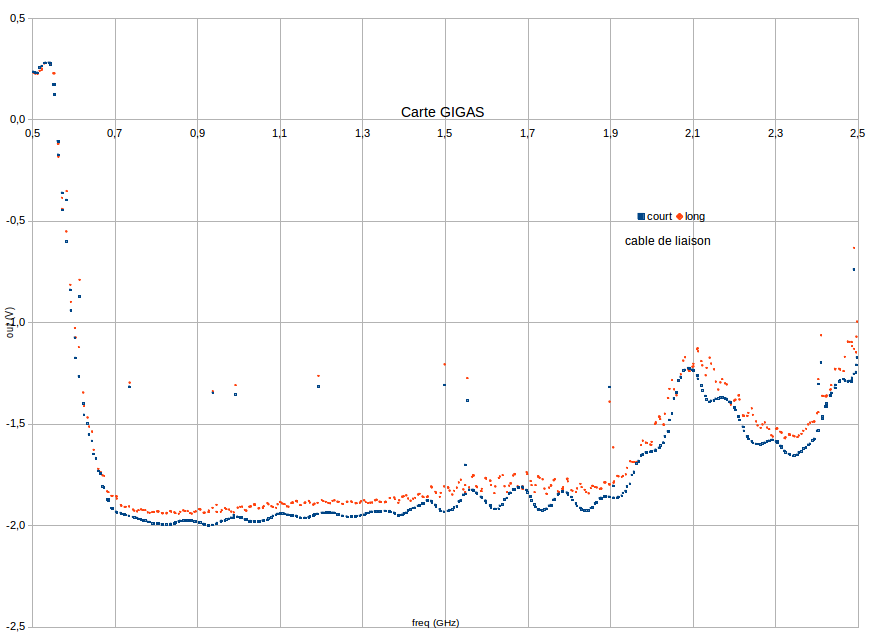 0,5
0,0
Carte GIGAS
0,5 0,7 0,9 1,1 1,3 1,5 1,7 1,9 2,1 2,3 2,5
court long
-0,5
cable de liaison
out (V)
-1,0
-1,5
-2,0
freq (GHz)
-2,5